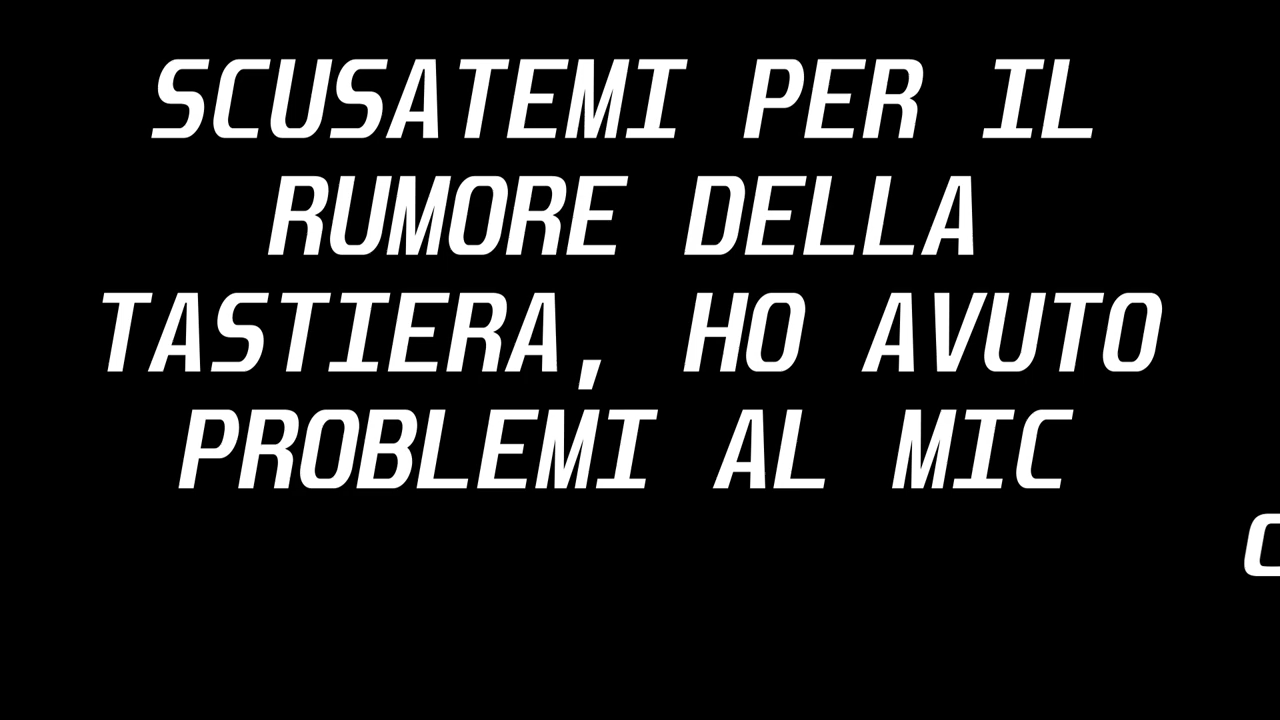 SCUSATEMI PER IL
RUMORE DELLA
TASTIERA, HO AVUTO
PROBLEMI AL MIC